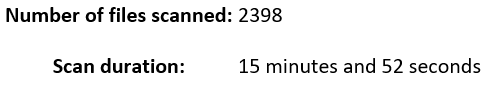 Number of files scanned: 2398
Scan duration: 15 minutes and 52 seconds